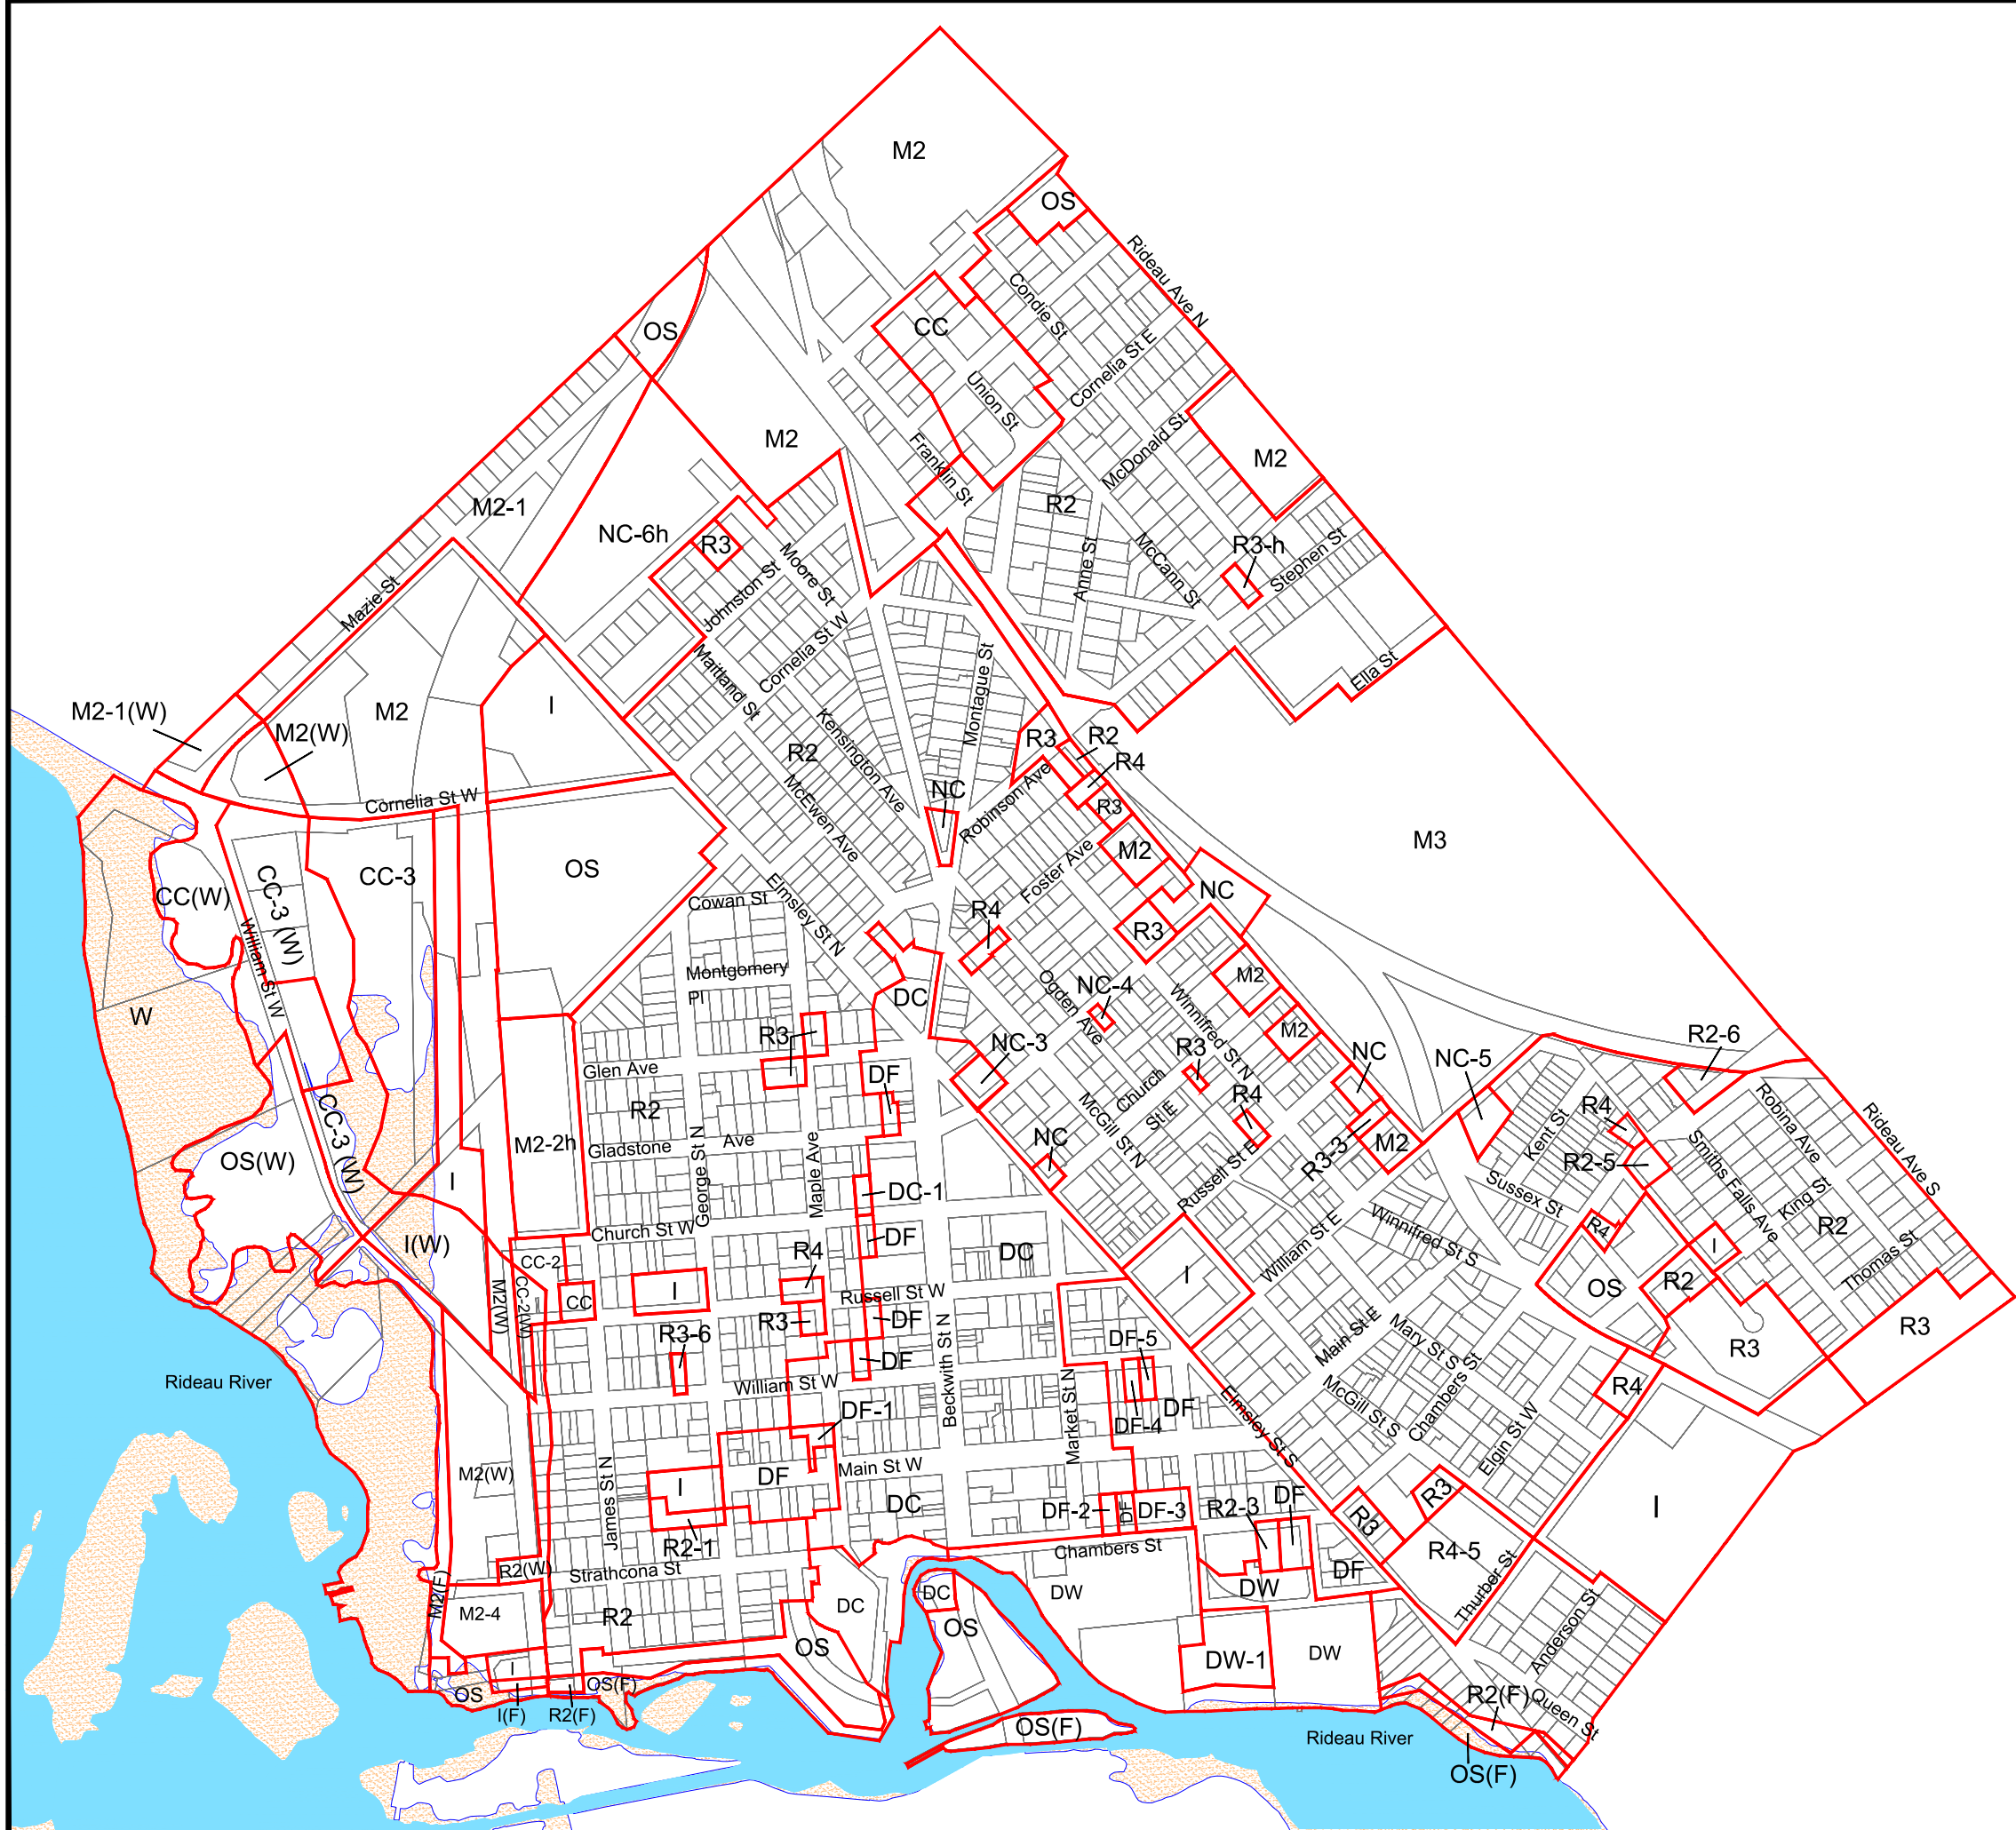 M2
OS
Rideau Ave N
Condie St
CC
OS
Cornelia St E
Union St
M2
McDonald St
M2
Franklin St
M2-1
R2
NC-6h
R3
Moore St
McCann St
R3-h
Stephen St
Anne St
Johnston St
Mazie St
Cornelia St W
Maitland St
Ella St
M2-1(W)
M2
I
M2(W)
Montague St
Kensington Ave
R2
R3
R2
R4
NC
Cornelia St W
McEwen Ave
Robinson Ave
R3
M3
M2
CC-3
OS
Foster Ave
CC(W)
CC-3 (W)
Cowan St
Elmsley St N
NC
R4
R3
William St W
Montgomery
Pl
M2
Ogden Ave
NC-4
Winnifred St N
DC
W
M2
R3
NC-3
R2-6
R3
NC
NC-5
Glen Ave
DF
Church
St E
R4
R2
Robina Ave
Rideau Ave S
CC-3 (W)
M2-2h
Gladstone
Ave
George St N
Maple Ave
McGill St N
R4
Kent St
Smiths Falls Ave
OS(W)
I
NC
Russell St E
R3-3
M2
R2-5
DC-1
Sussex St
King St
R2
Church St W
DF
DC
William St E
Winnifred St S
R4
I
Thomas St
I(W)
CC-2
R4
I
OS
R2
M2(W)
CC-2(W)
CC
I
Russell St W
R3
DF
R3-6
DF-5
Main St E
Mary St S
R3
R3
DF
Rideau River
William St W
Beckwith St N
Market St N
DF-4
DF
Elmsley St S
McGill St S
Chambers St
R4
DF-1
Elgin St W
M2(W)
James St N
I
DF
Main St W
DC
DF-2
DF
DF-3
R2-3
DF
R3
R3
I
R2-1
Chambers St
R4-5
R2(W)
Strathcona St
DF
M2(F)
M2-4
R2
DC
DC
DW
DW
Thurber St
Anderson St
OS
OS
DW-1
DW
I
OS
OS(F)
I(F)
R2(F)
OS(F)
R2(F)
Queen St
Rideau River
OS(F)